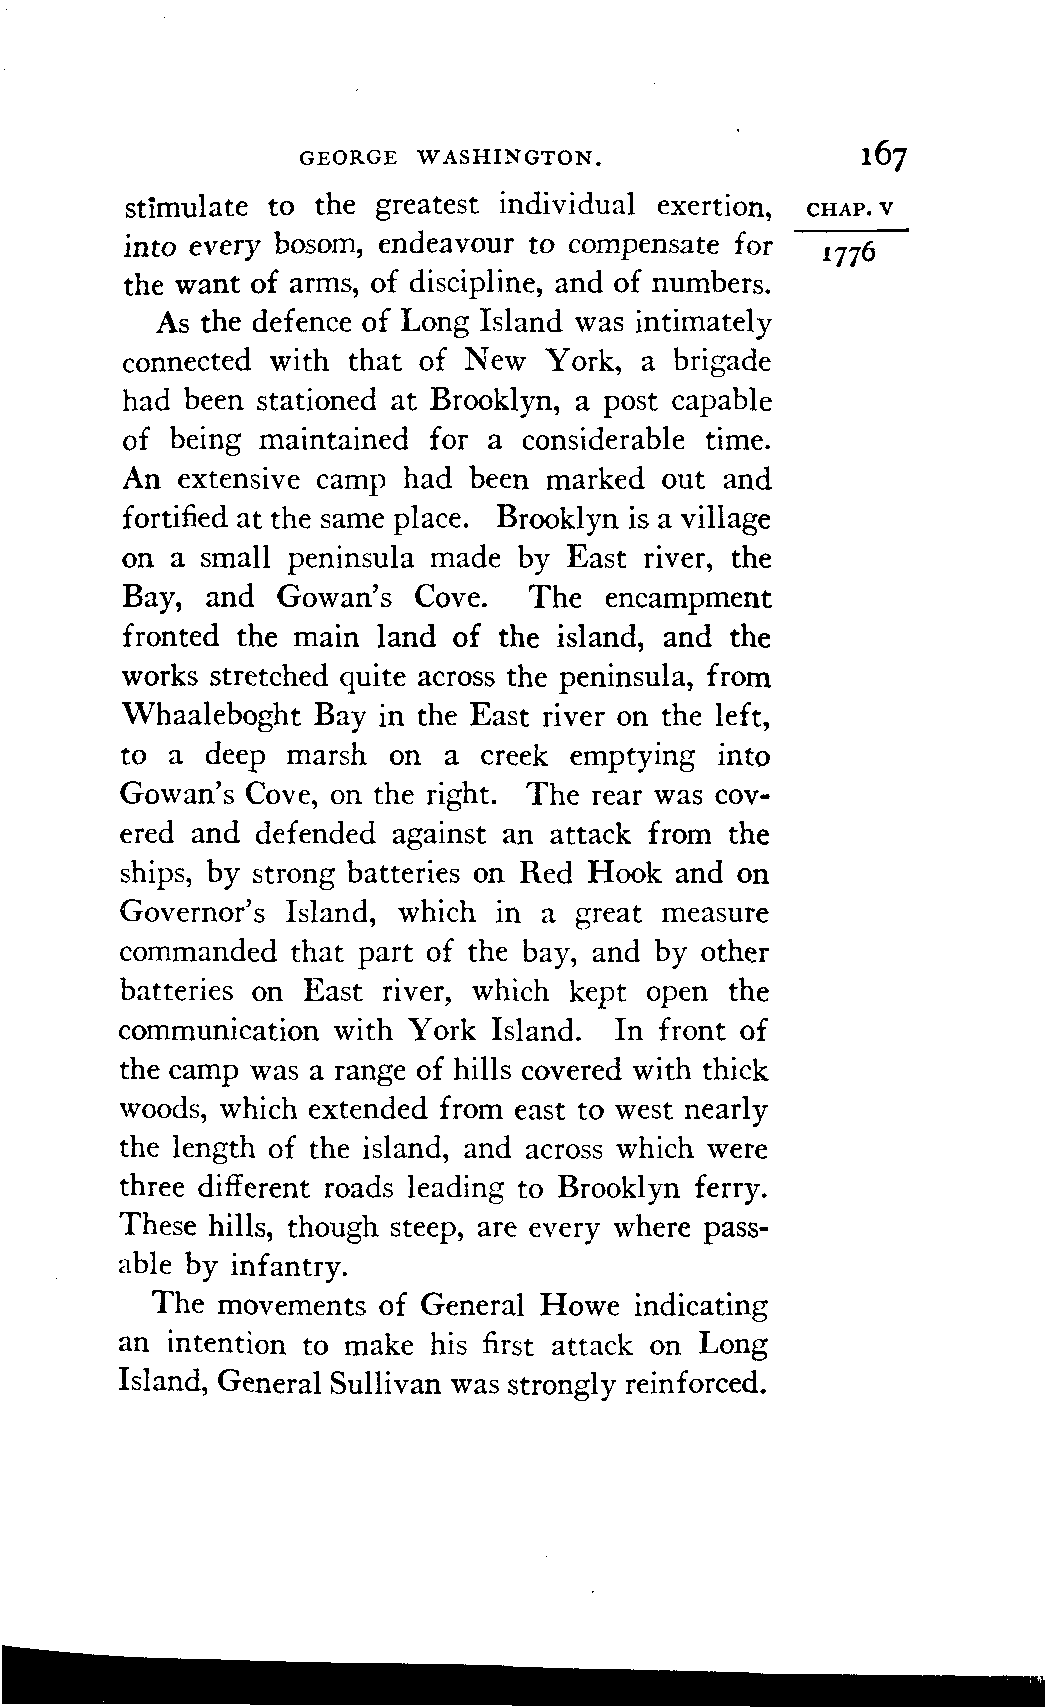 GEORGE WASHINGTON. 167
CHAP. V
1776
stimulate to the greatest individual exertion,
into every bosom, endeavour to compensate for
the want of arms, of discipline, and of numbers.
As the defence of Long Island was intimately
connected with that of New York, a brigade
had been stationed at Brooklyn, a post capable
of being maintained for a considerable time.
An extensive camp had been marked out and
fortified at the same place. Brooklyn is a village
on a small peninsula made by East river, the
Bay, and Gowan's Cove. The encampment
fronted the main land of the island, and the
works stretched quite across the peninsula, from
Whaaleboght Bay in the East river on the left,
to a deep marsh on a creek emptying into
Gowan's Cove, on the right. The rear was cov-
ered and defended against an attack from the
ships, by strong batteries on Red Hook and on
Governor's Island, which in a great measure
commanded that part of the bay, and by other
batteries on East river, which kept open the
communication with York Island. In front of
the camp was a range of hills covered with thick
woods, which extended from east to west nearly
the length of the island, and across which were
three different roads leading to Brooklyn ferry.
These hills, though steep, are every where pass-
able by infantry.
The movements of General Howe indicating
an intention to make his first attack on Long
Island, General Sullivan was strongly reinforced.